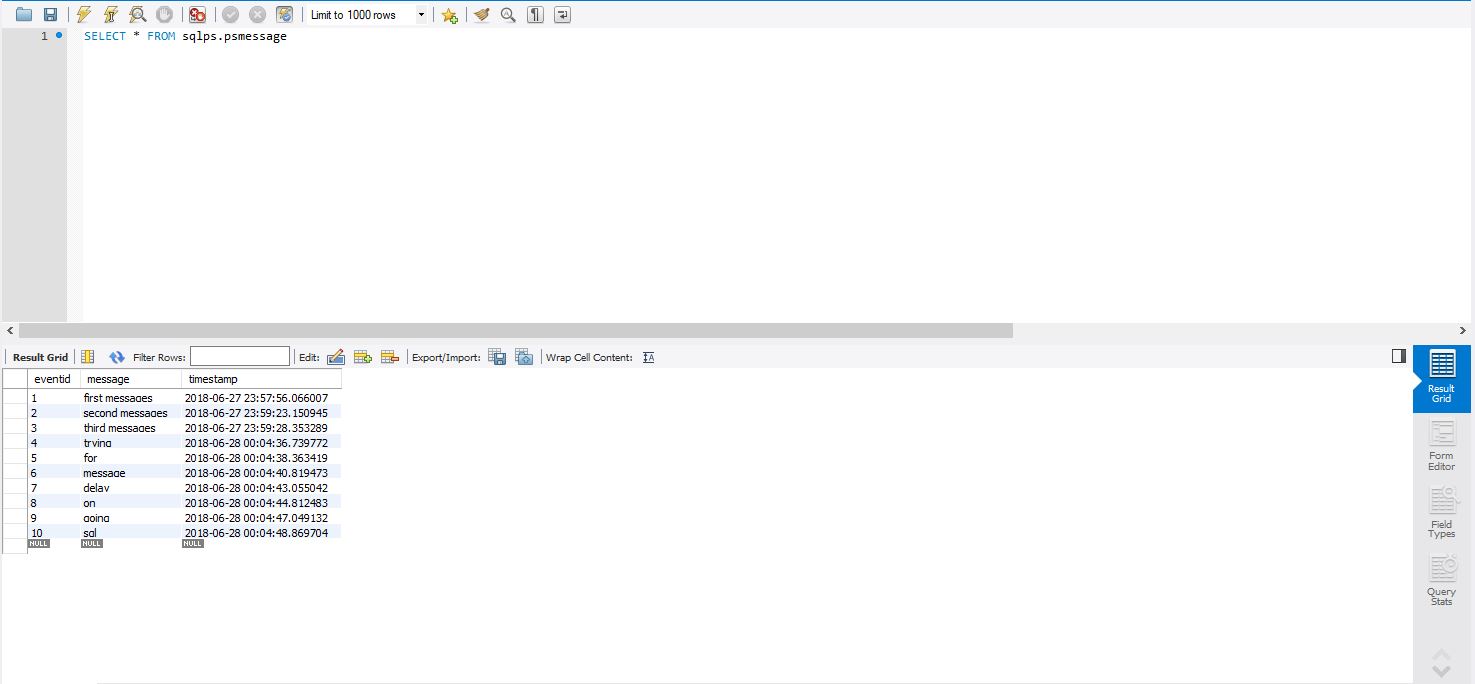 Limit to 1000 rows
1 SELECT * FROM sqlps.psmessage
Result Grid Filter Rows: Edit: Export/Import: Wrap Cell Content:
eventid message timestamp
1 first messages 2018-06-27 23:57:56.066007
2 second messages 2018-06-27 23:59:23.150945
3 third messages 2018-06-27 23:59:28.353289
4 trying 2018-06-28 00:04:36.739772
5 for 2018-06-28 00:04:38.363419
6 message 2018-06-28 00:04:40.819473
7 delay 2018-06-28 00:04:43.055042
8 on 2018-06-28 00:04:44.812483
9 going 2018-06-28 00:04:47.049132
10 sql 2018-06-28 00:04:48.869704
NULL NULL NULL
Result
Grid
Form
Editor
Field
Types
Query
Stats